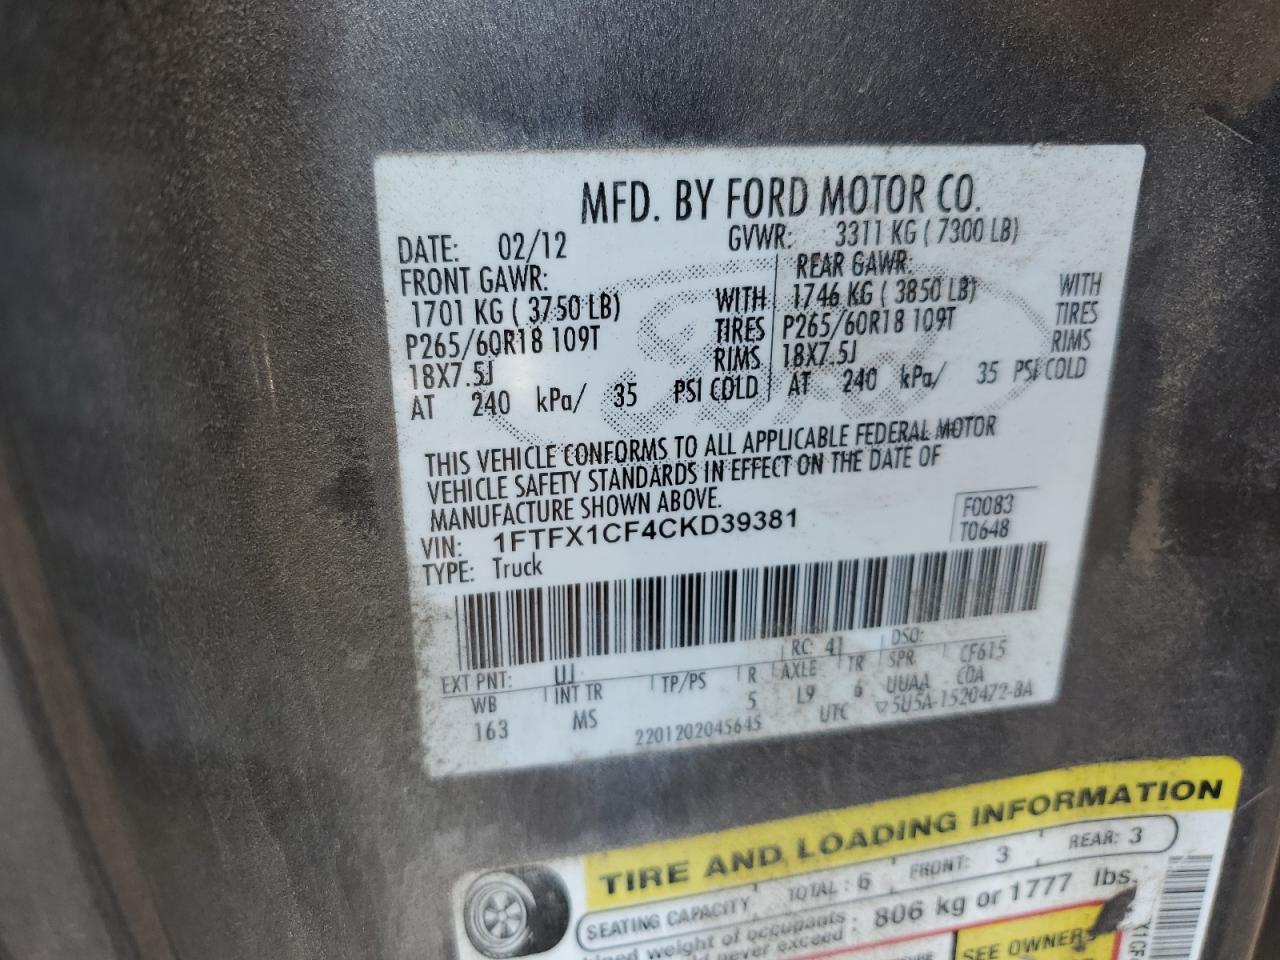 MFD. BY FORD MOTOR CO.
DATE: 02/12 GVWR: 3311 KG ( 7300 LB)
FRONT GAWR: REAR GAWR:
1701 KG ( 3750 LB) WITH 1746 KG ( 3850 LB) WITH
P265/60R18 109T TIRES P265/60R18 109T TIRES
18X7.5J RIMS 18X7.5J RIMS
AT 240 kPa/ 35 PSI COLD AT 240 kPa/ 35 PSI COLD
THIS VEHICLE CONFORMS TO ALL APPLICABLE FEDERAL MOTOR
VEHICLE SAFETY STANDARDS IN EFFECT ON THE DATE OF
MANUFACTURE SHOWN ABOVE.
VIN: 1FTFX1CF4CKD39381 F0083
TYPE: Truck T0648
EXT PNT: UJ RC: 41 DSO:
WB INT TR TP/PS R AXLE TR SPR CF615
163 MS 5 L9 6 UUAA CDA
2201202045645 UTC ▽5U5A-1520472-BA
TIRE AND LOADING INFORMATION
SEATING CAPACITY TOTAL: 6 FRONT: 3 REAR: 3
weight of occupants
never exceed: 806 kg or 1777 lbs.
SEE OWNERS